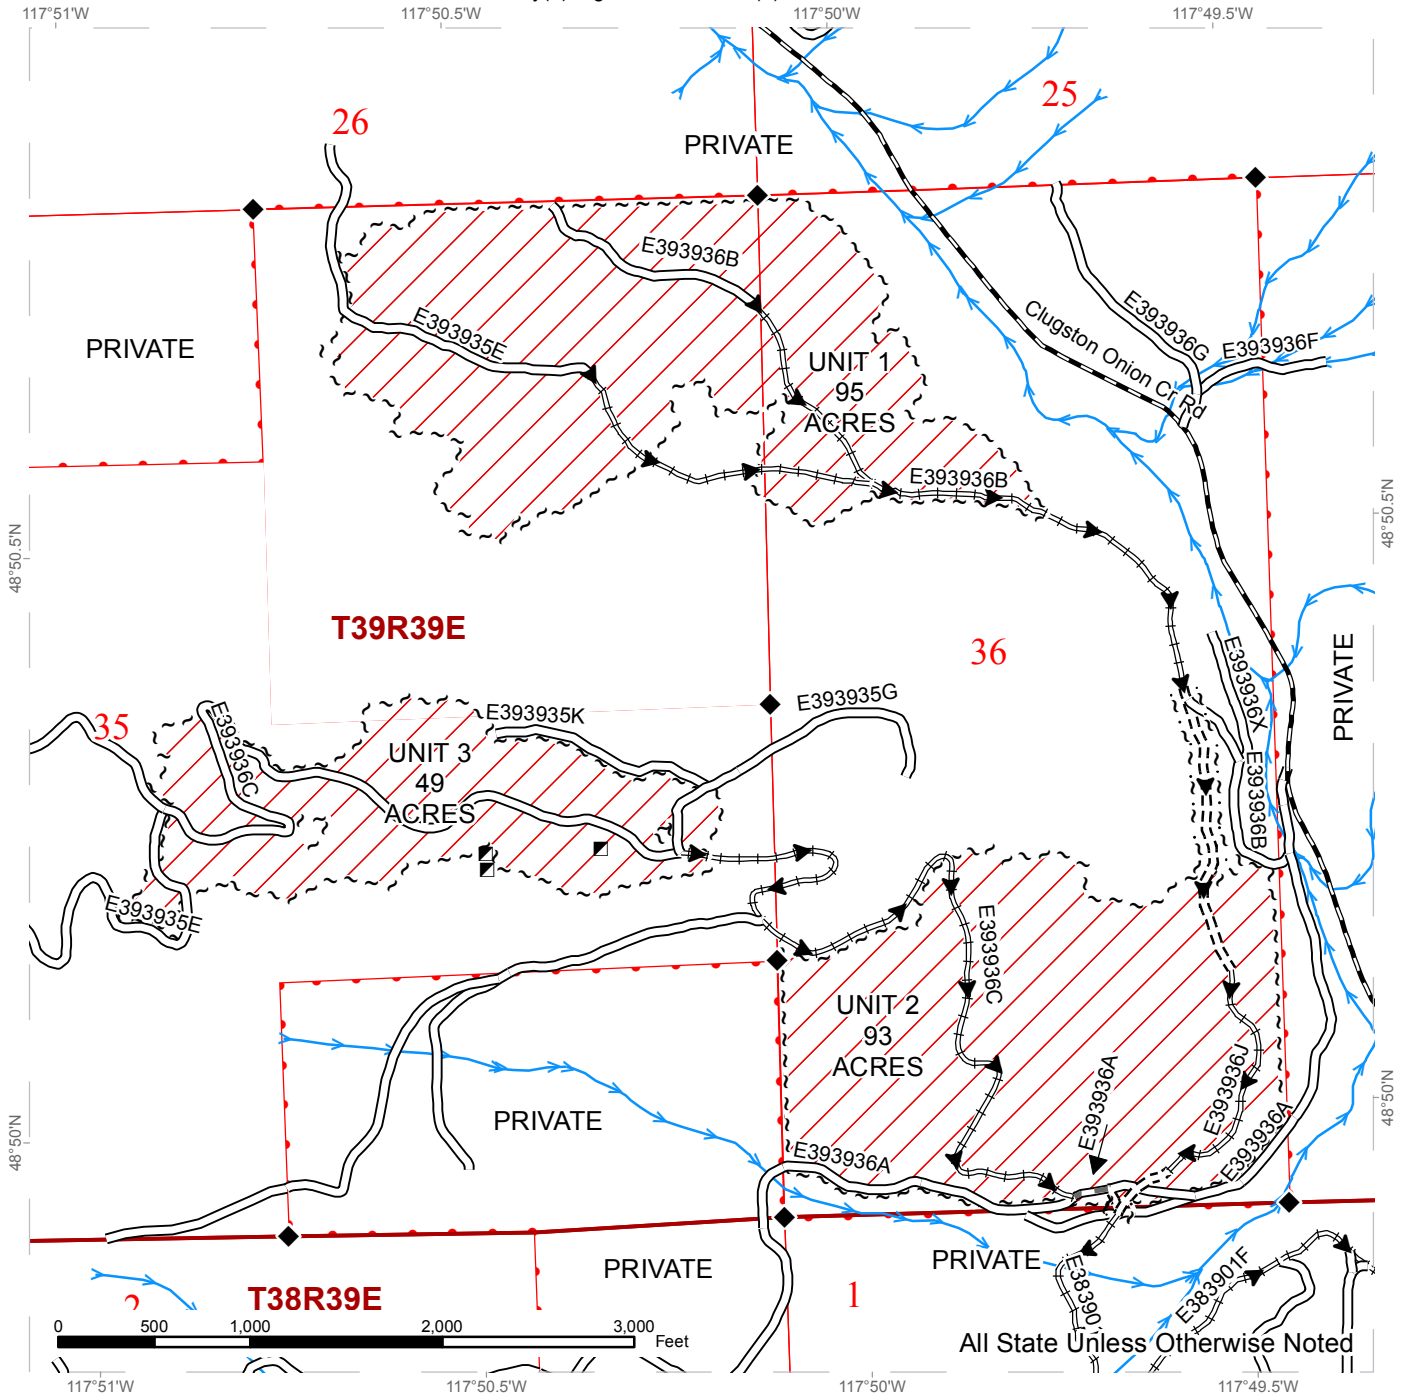 117°51'W
117°50.5'W
117°50'W
117°49.5'W
26
25
PRIVATE
E393936B
E393935E
PRIVATE
UNIT 1
95
ACRES
Clugston Onion Cr Rd
E393936G
E393936F
E393936B
48°50.5'N
48°50.5'N
T39R39E
36
PRIVATE
E393936X
E393935G
E393935K
35
E393936C
UNIT 3
49
ACRES
E393936B
E393935E
E393936C
UNIT 2
93
ACRES
E393936A
E393936J
E393936A
PRIVATE
E393936A
48°50'N
48°50'N
PRIVATE
PRIVATE
E383901F
E38390
T38R39E
2
1
0
500
1,000
2,000
3,000
Feet
All State Unless Otherwise Noted
117°51'W
117°50.5'W
117°50'W
117°49.5'W